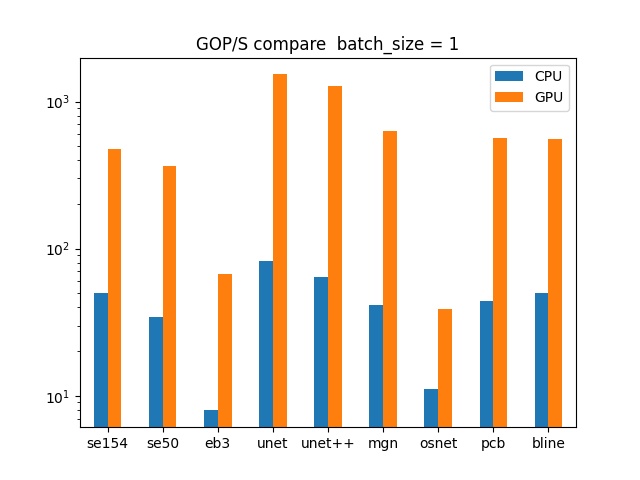 GOP/S compare  batch_size = 1
CPU
GPU
10³
10²
10¹
se154 se50 eb3 unet unet++ mgn osnet pcb bline